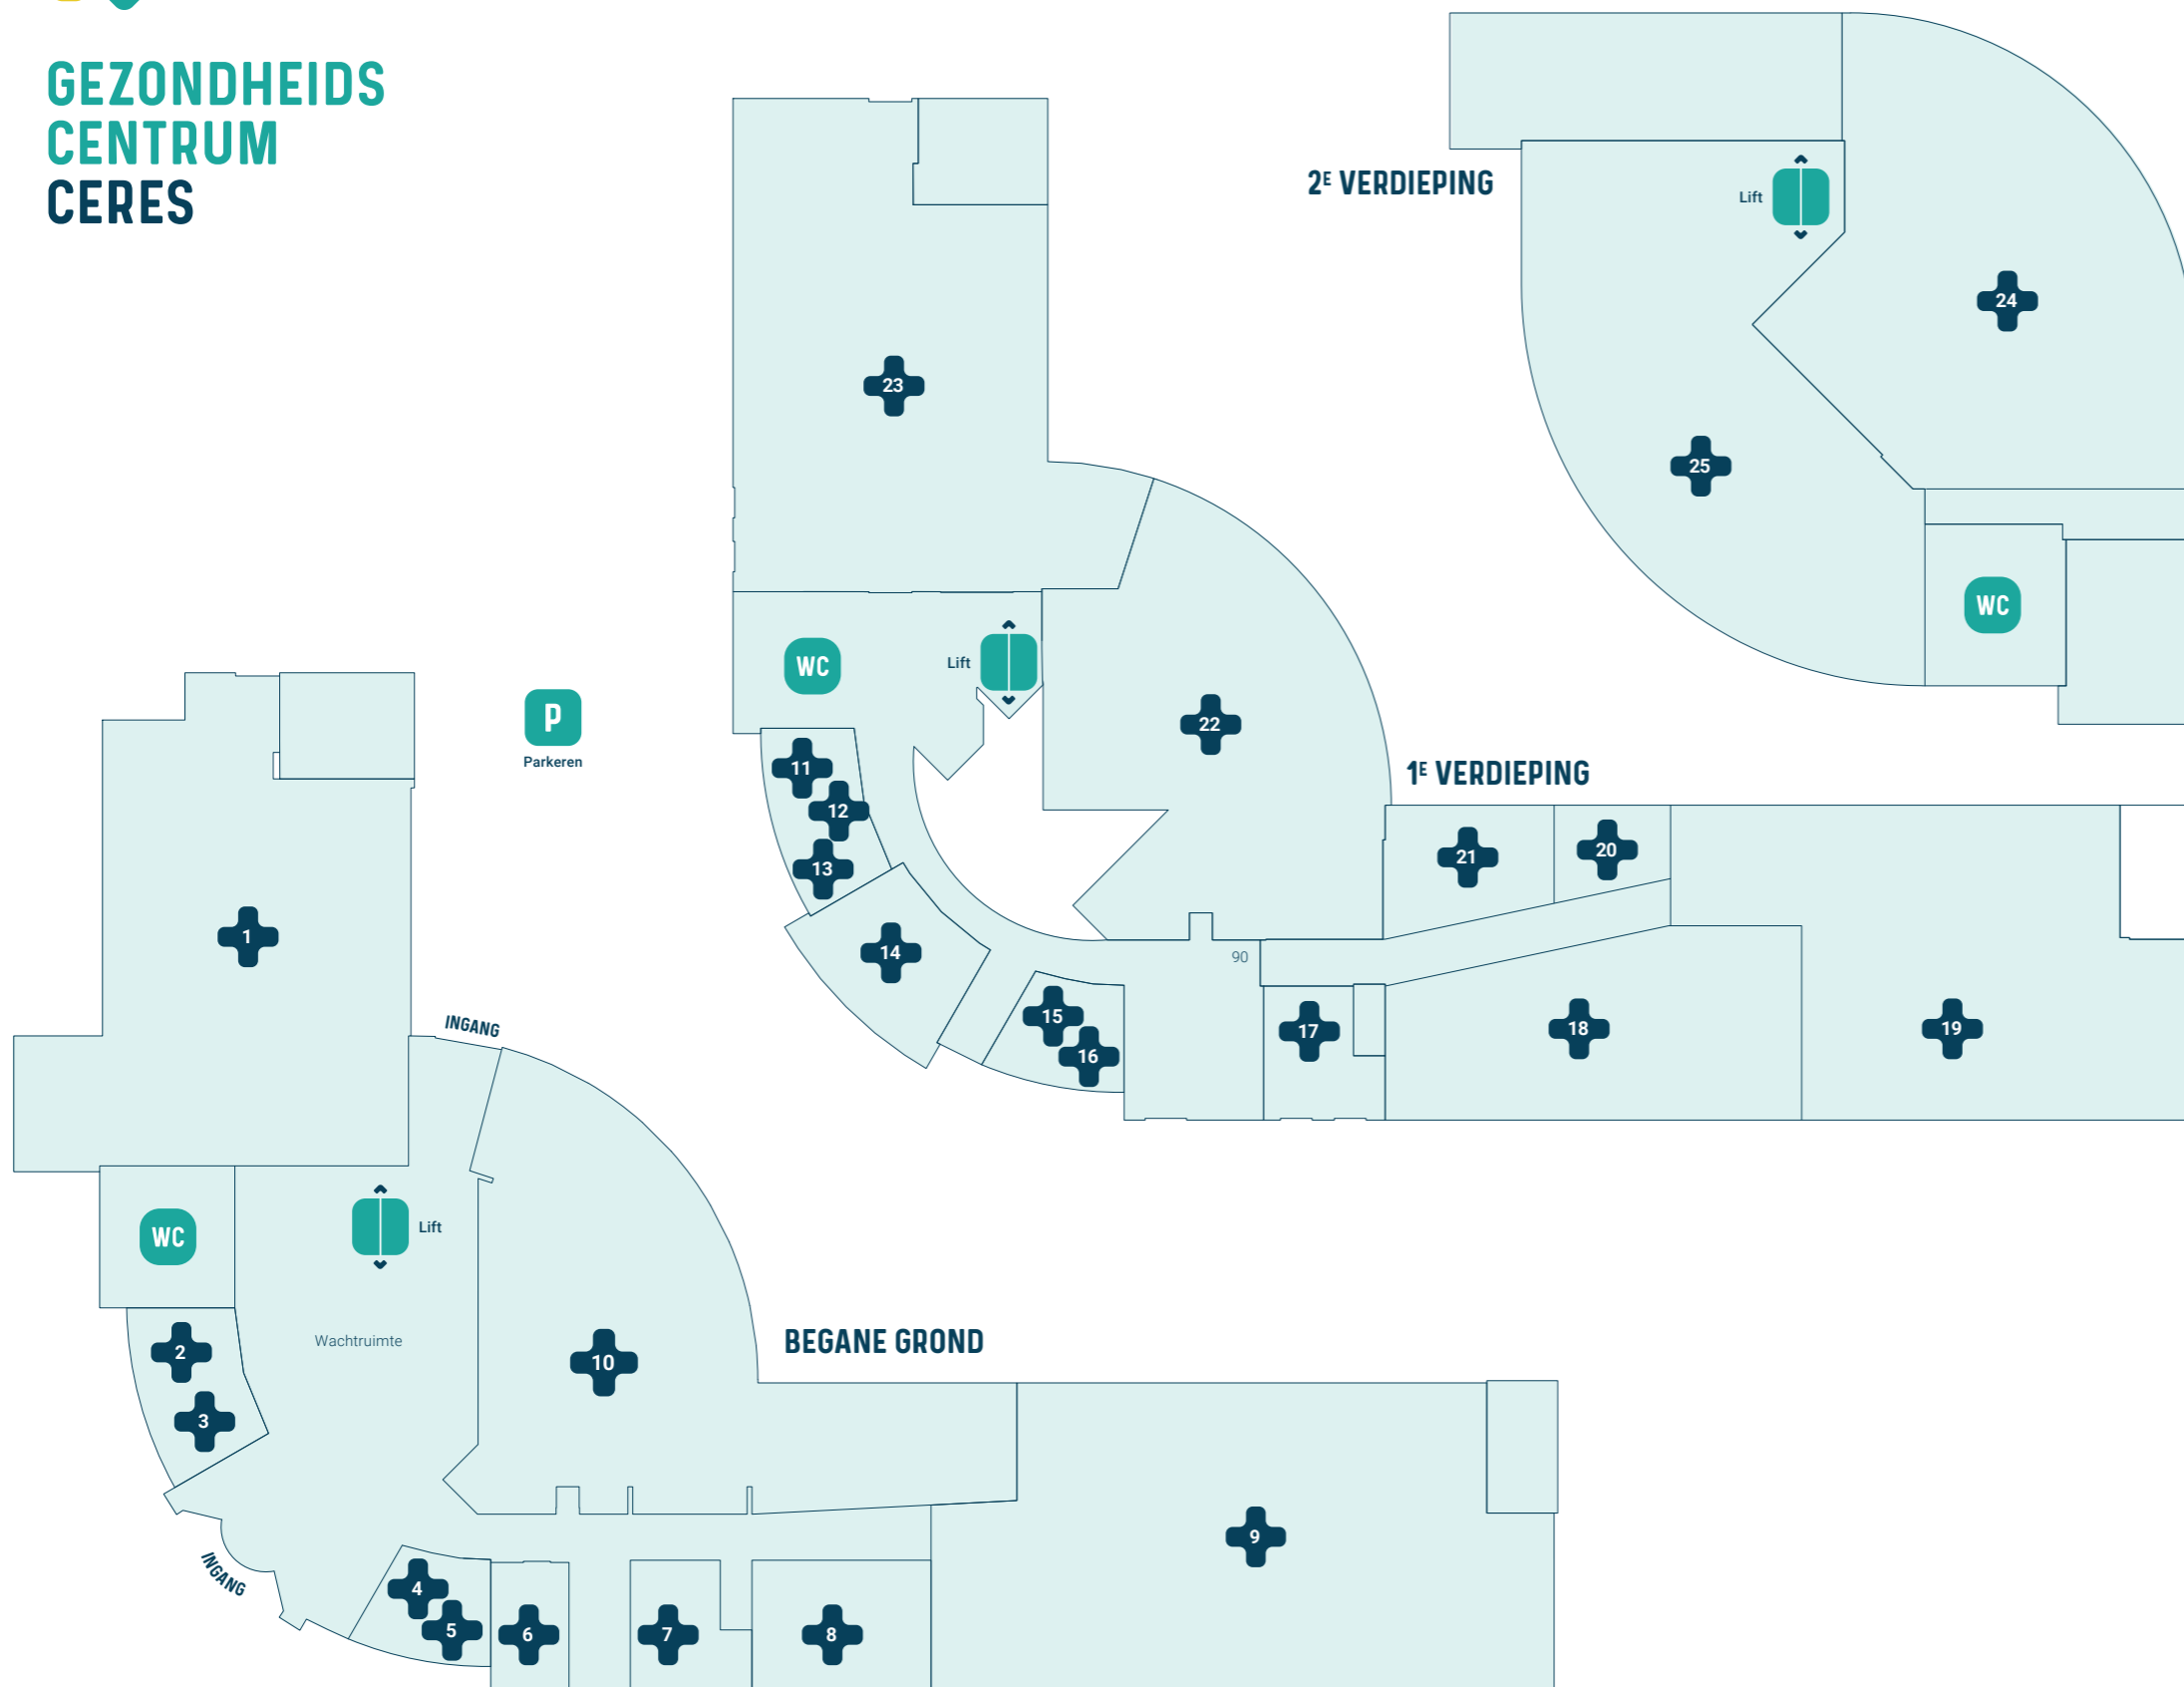 GEZONDHEIDS
CENTRUM
CERES
2E VERDIEPING
Lift
24
25
WC
23
WC
Lift
22
11
12
13
14
15
16
1E VERDIEPING
21
20
90
17
18
19
P
Parkeren
1
INGANG
WC
Lift
Wachtruimte
2
3
10
BEGANE GROND
9
INGANG
4
5
6
7
8